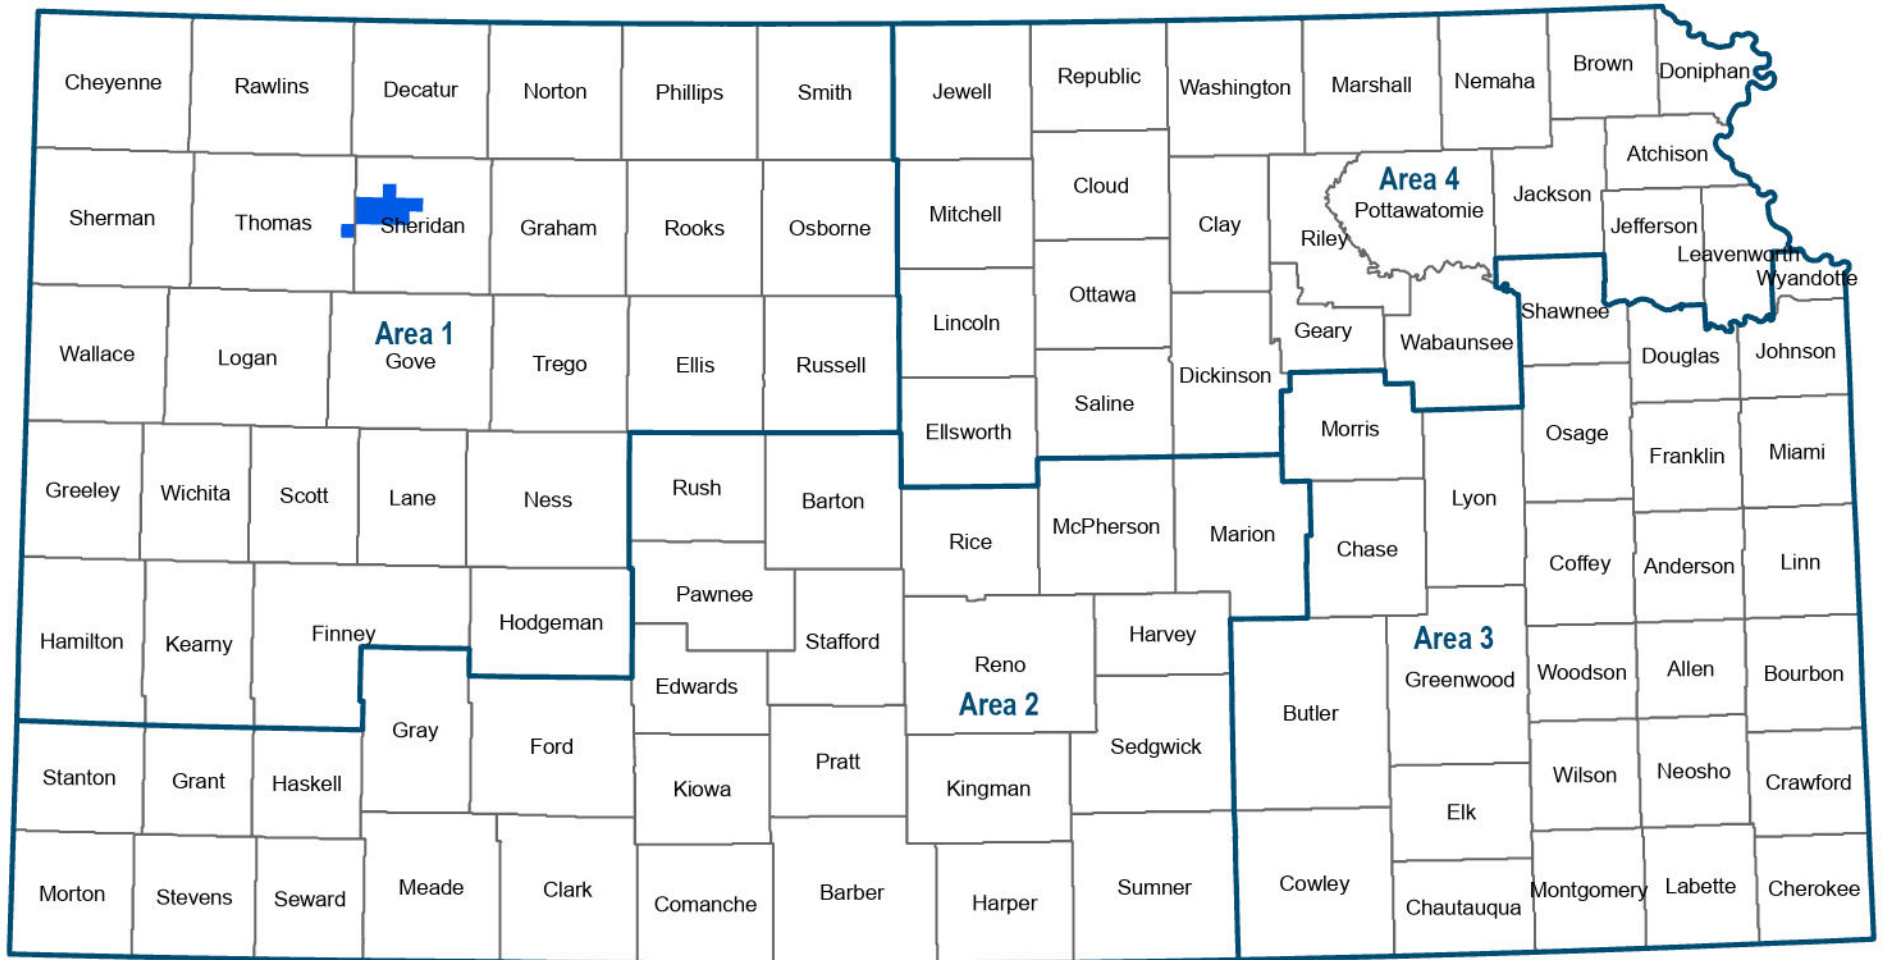 Cheyenne
Rawlins
Decatur
Norton
Phillips
Smith
Jewell
Republic
Washington
Marshall
Nemaha
Brown
Doniphan
Sherman
Thomas
Sheridan
Graham
Rooks
Osborne
Mitchell
Cloud
Clay
Riley
Area 4
Pottawatomie
Jackson
Atchison
Jefferson
Leavenworth
Wyandotte
Wallace
Logan
Area 1
Gove
Trego
Ellis
Russell
Lincoln
Ottawa
Saline
Dickinson
Geary
Wabaunsee
Shawnee
Douglas
Johnson
Greeley
Wichita
Scott
Lane
Ness
Rush
Barton
Ellsworth
Rice
McPherson
Marion
Morris
Chase
Lyon
Osage
Franklin
Miami
Coffey
Anderson
Linn
Hamilton
Kearny
Finney
Hodgeman
Pawnee
Stafford
Edwards
Reno
Area 2
Harvey
Sedgwick
Butler
Area 3
Greenwood
Woodson
Allen
Bourbon
Stanton
Grant
Haskell
Gray
Ford
Kiowa
Pratt
Kingman
Elk
Wilson
Neosho
Crawford
Morton
Stevens
Seward
Meade
Clark
Comanche
Barber
Harper
Sumner
Cowley
Chautauqua
Montgomery
Labette
Cherokee